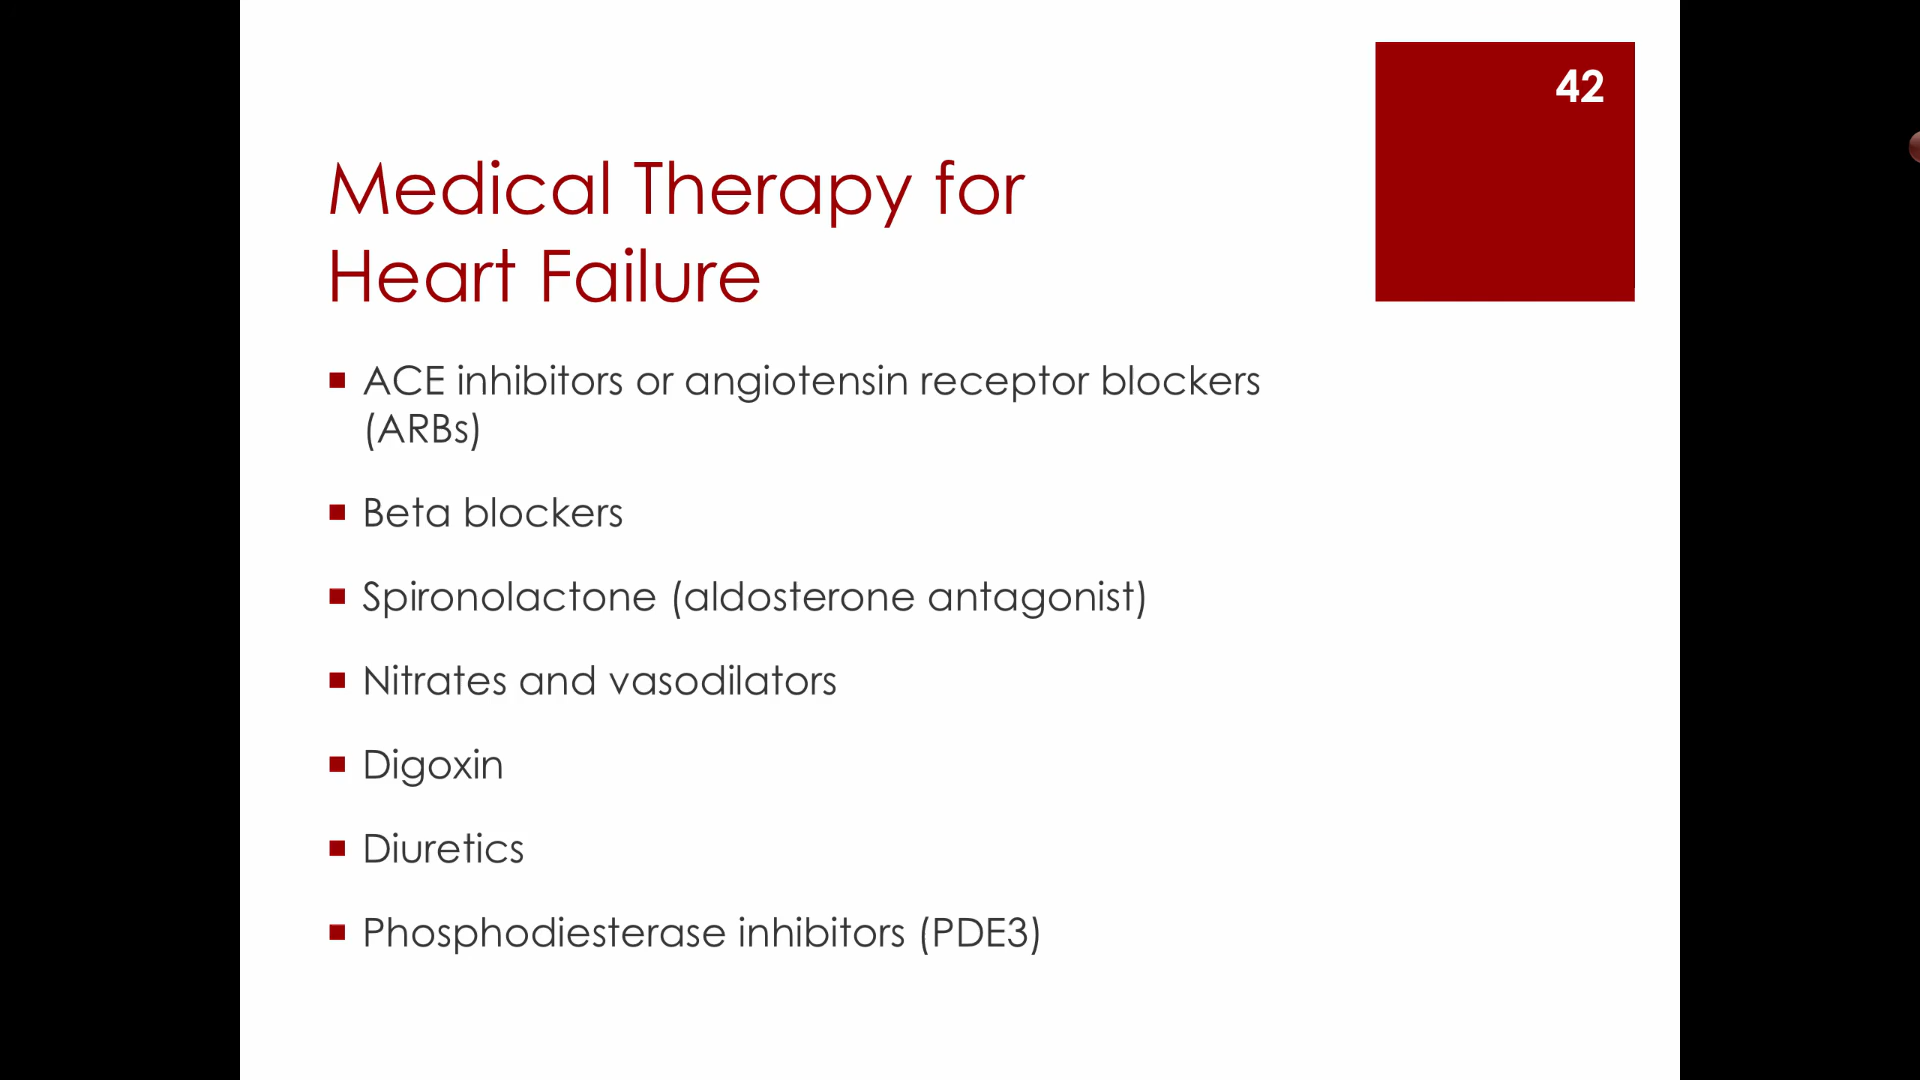 42
Medical Therapy for
Heart Failure
ACE inhibitors or angiotensin receptor blockers
(ARBs)
Beta blockers
Spironolactone (aldosterone antagonist)
Nitrates and vasodilators
Digoxin
Diuretics
Phosphodiesterase inhibitors (PDE3)